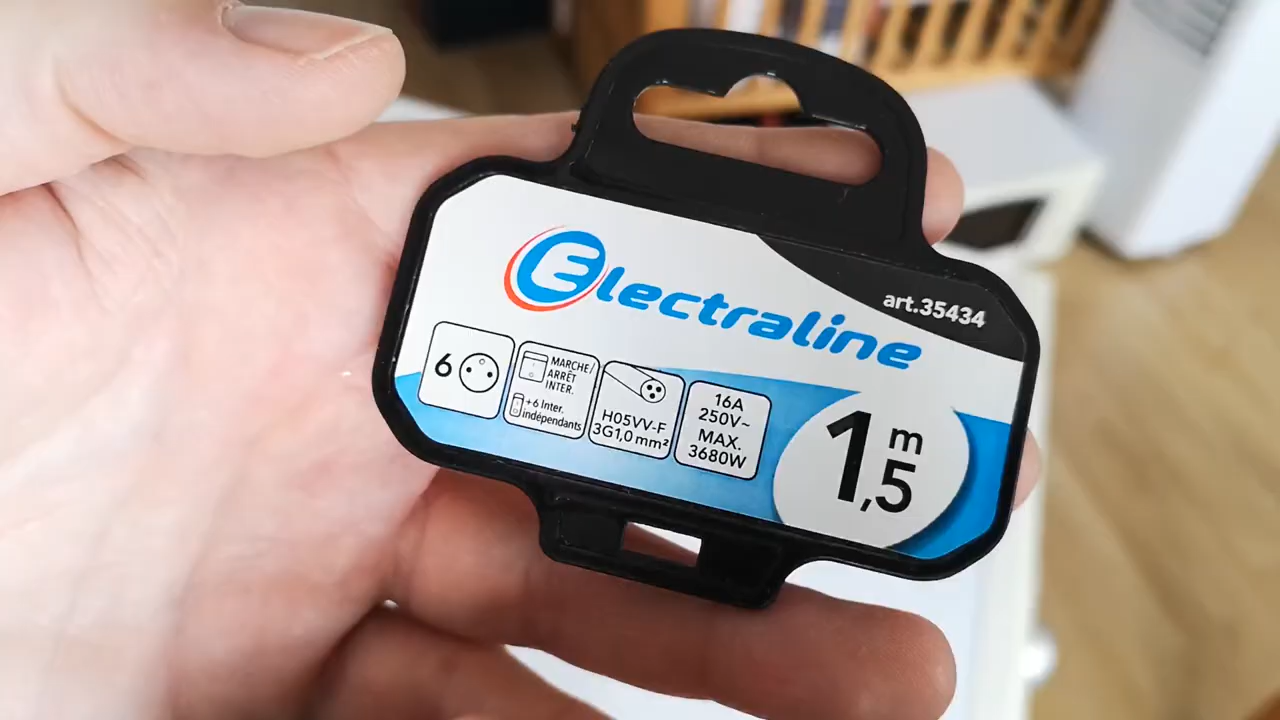 Electraline
art.35434
6
MARCHE/
ARRÊT
INTER.
+6 Inter.
indépendants
H05VV-F
3G1,0 mm²
16A
250V~
MAX.
3680W
1,5 m